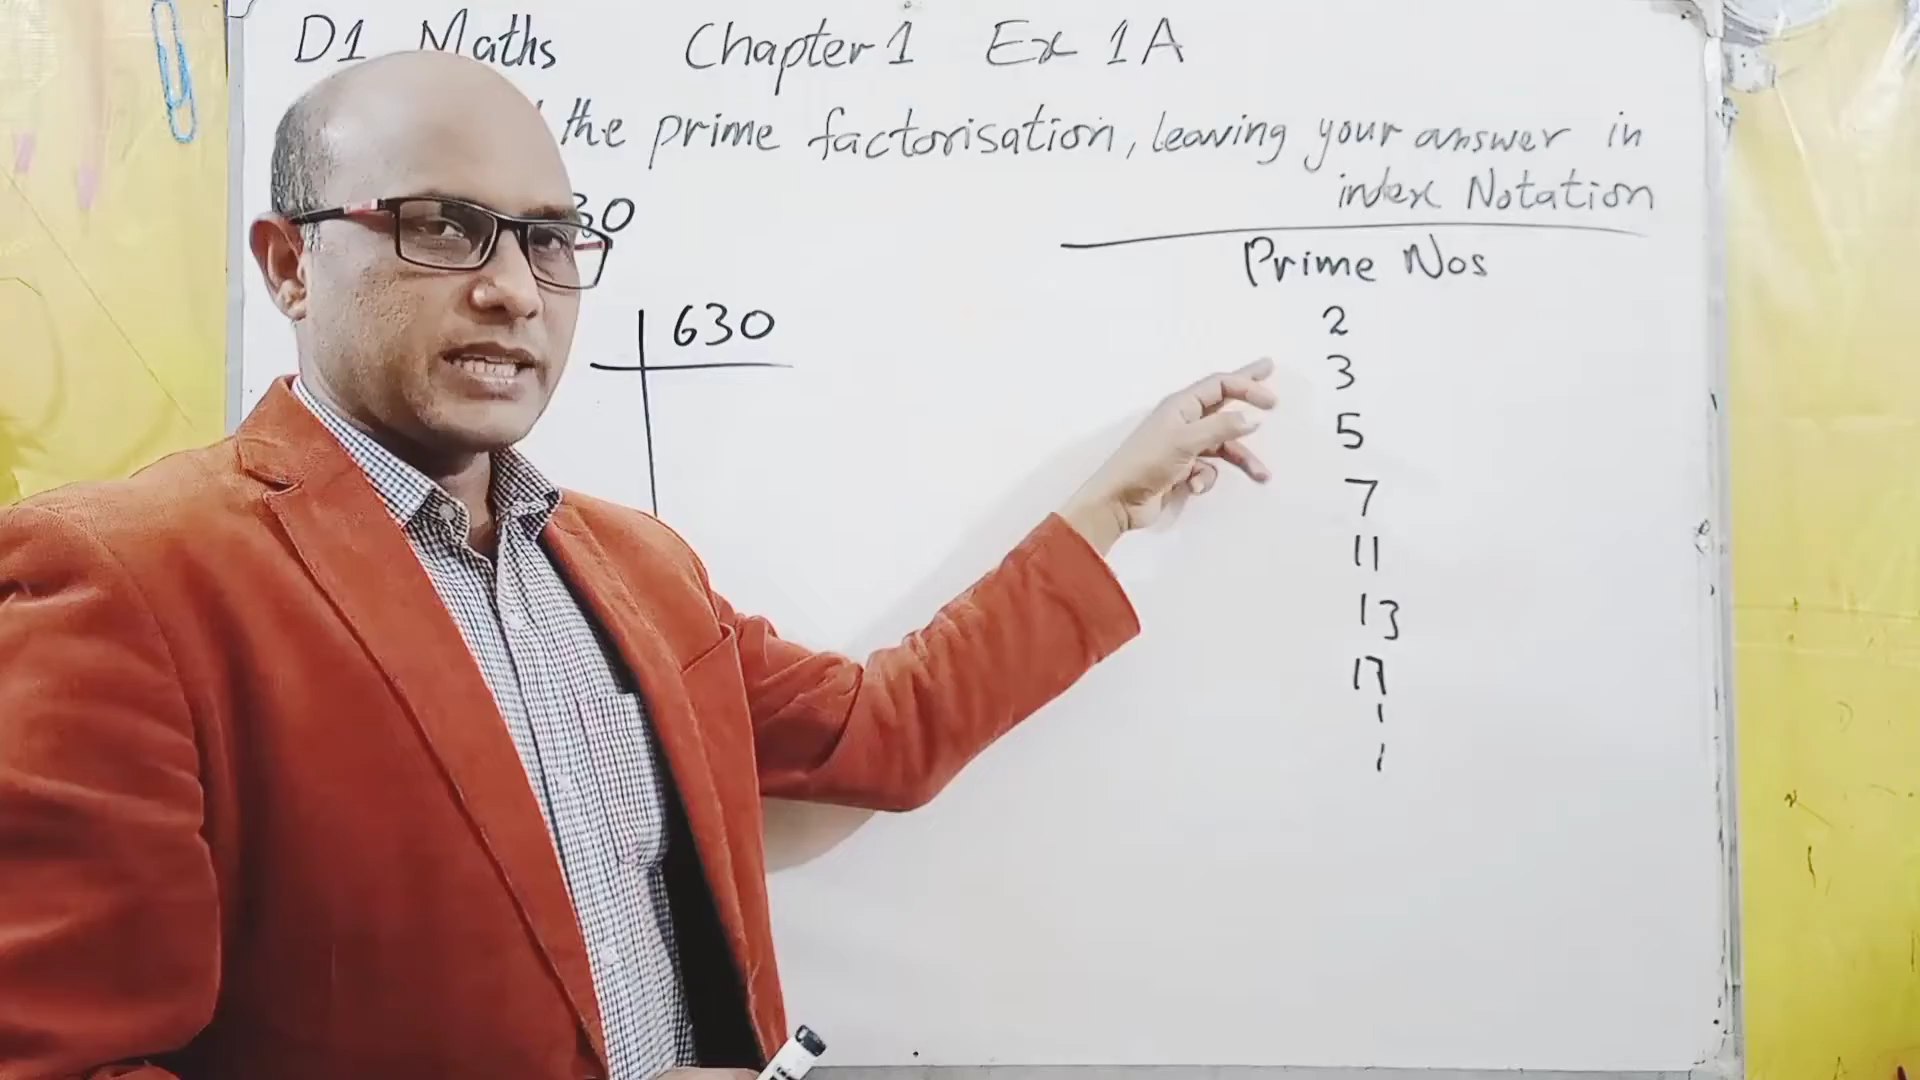 D1 Maths Chapter 1 Ex 1A
the prime factorisation, leaving your answer in
index Notation
30
Prime Nos
630
2
3
5
7
11
13
17